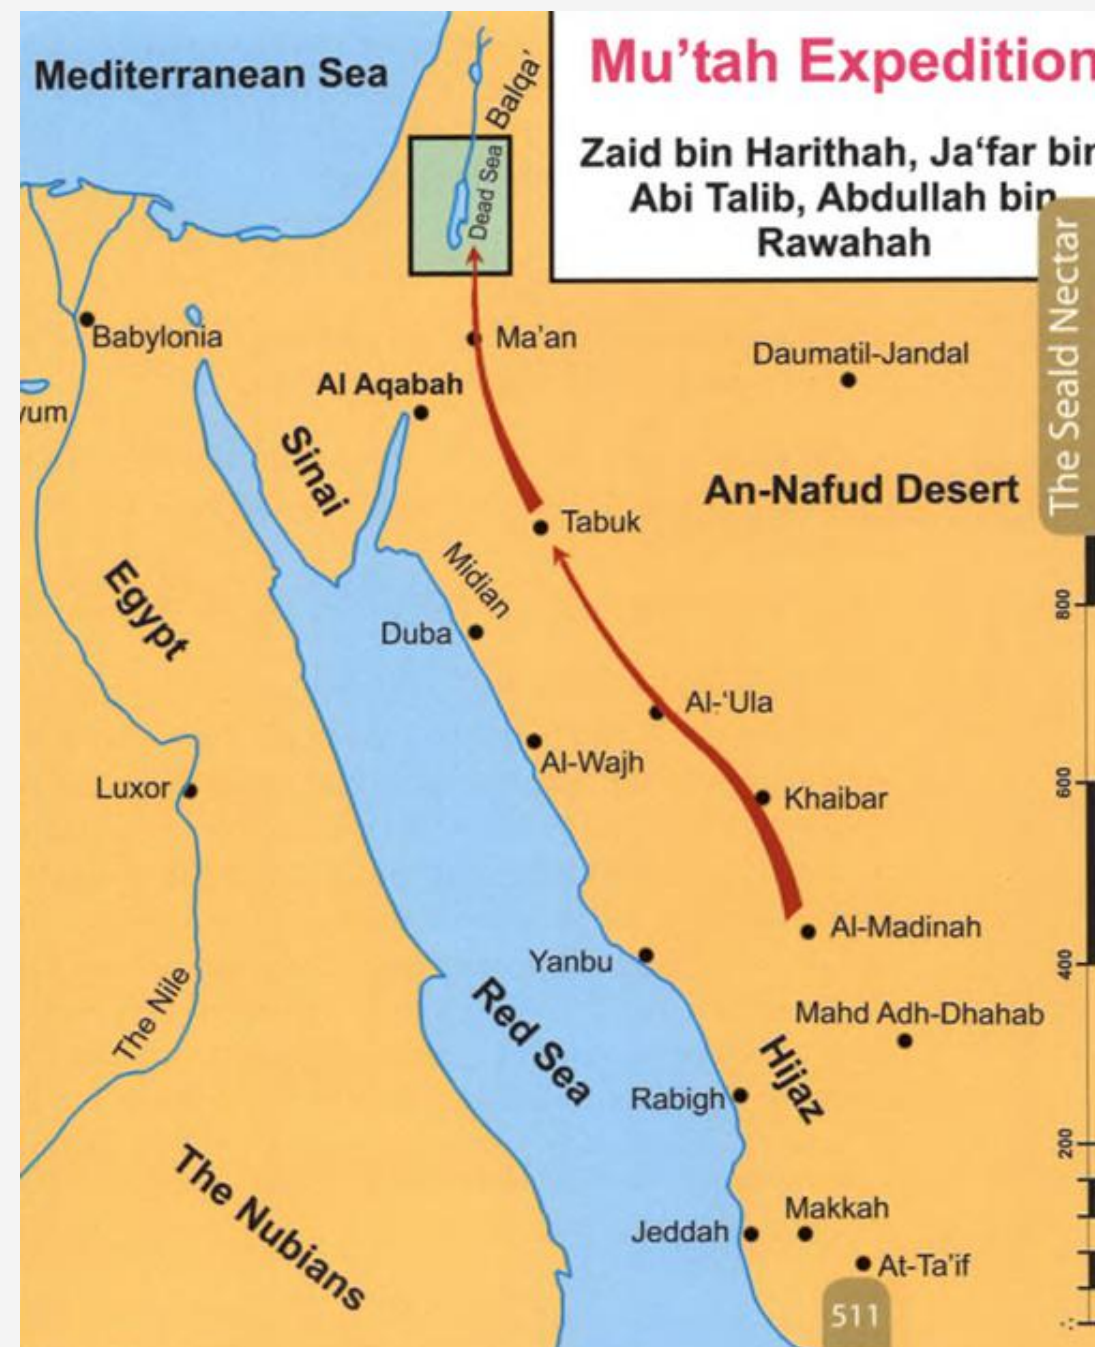 Mediterranean Sea
Balqa'
Mu'tah Expedition
Zaid bin Harithah, Ja‘far bin
Abi Talib, Abdullah bin
Rawahah
Dead Sea
The Seald Nectar
Babylonia
Ma'an
Daumatil-Jandal
Al Aqabah
yum
Sinai
An-Nafud Desert
Tabuk
Midian
Egypt
800
Duba
Al-‘Ula
Al-Wajh
600
Luxor
Khaibar
Al-Madinah
Yanbu
400
The Nile
Red Sea
Mahd Adh-Dhahab
Hijaz
Rabigh
200
The Nubians
Makkah
Jeddah
At-Ta'if
511